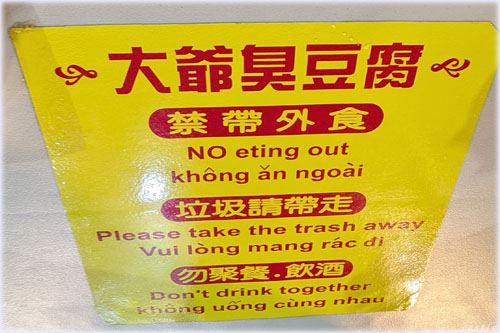 大爺臭豆腐
禁帶外食
NO eting out
không ăn ngoài
垃圾請帶走
Please take the trash away
Vui lòng mang rác đi
勿聚餐.飲酒
Don't drink together
không uống cùng nhau